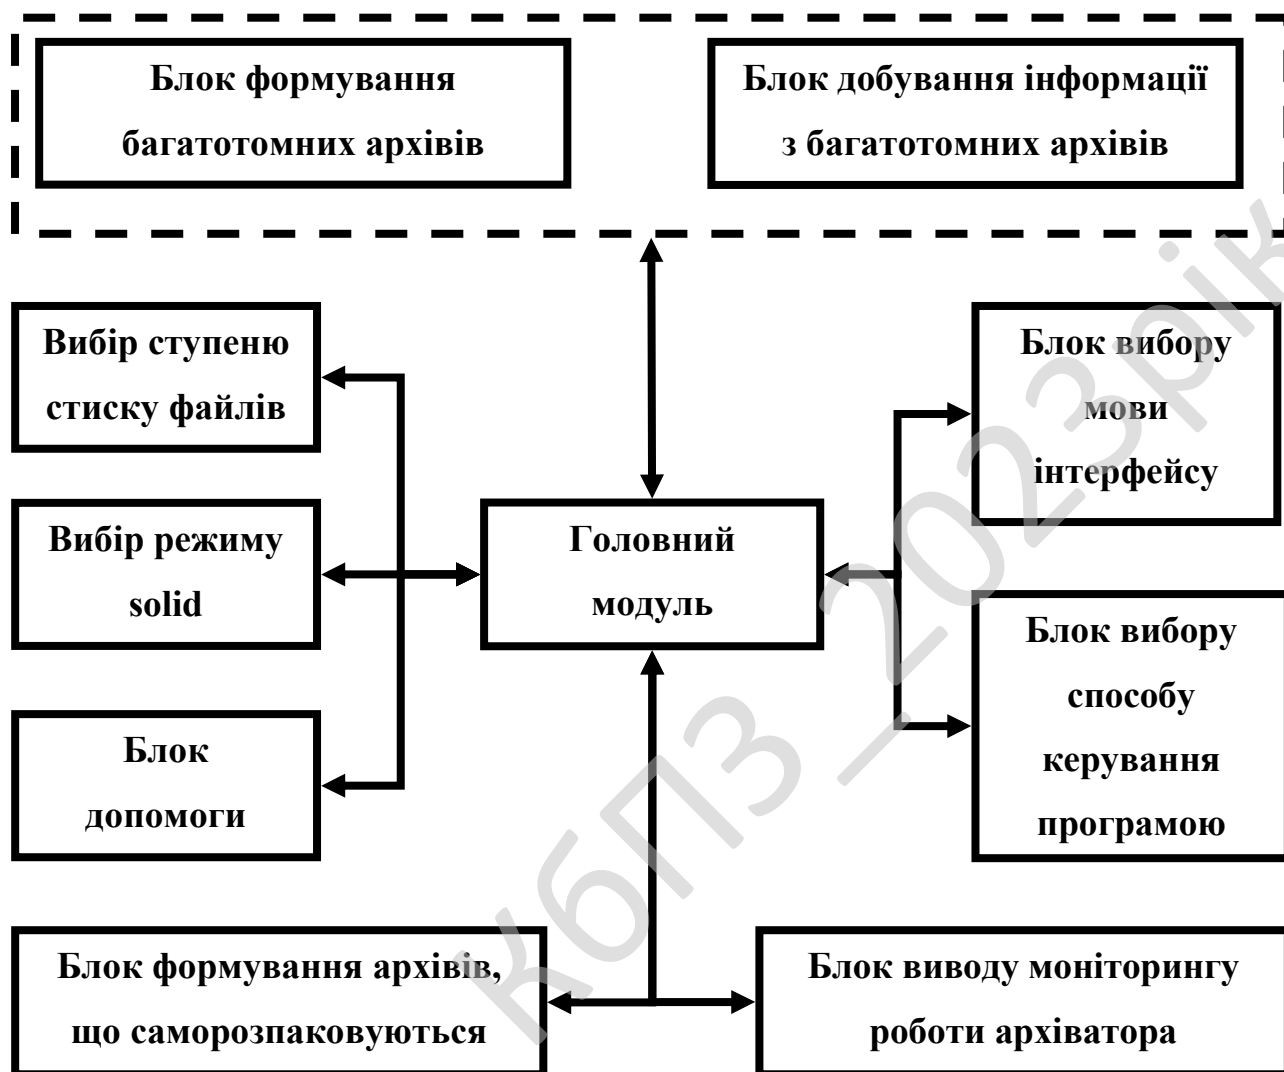 Блок формування
багатотомних архівів
Блок добування інформації
з багатотомних архівів
Вибір ступеню
стиску файлів
Блок вибору
мови
інтерфейсу
Вибір режиму
solid
Головний
модуль
Блок вибору
способу
керування
програмою
Блок
допомоги
Блок формування архівів,
що саморозпаковуються
Блок виводу моніторингу
роботи архіватора
КбПЗ_2023рік